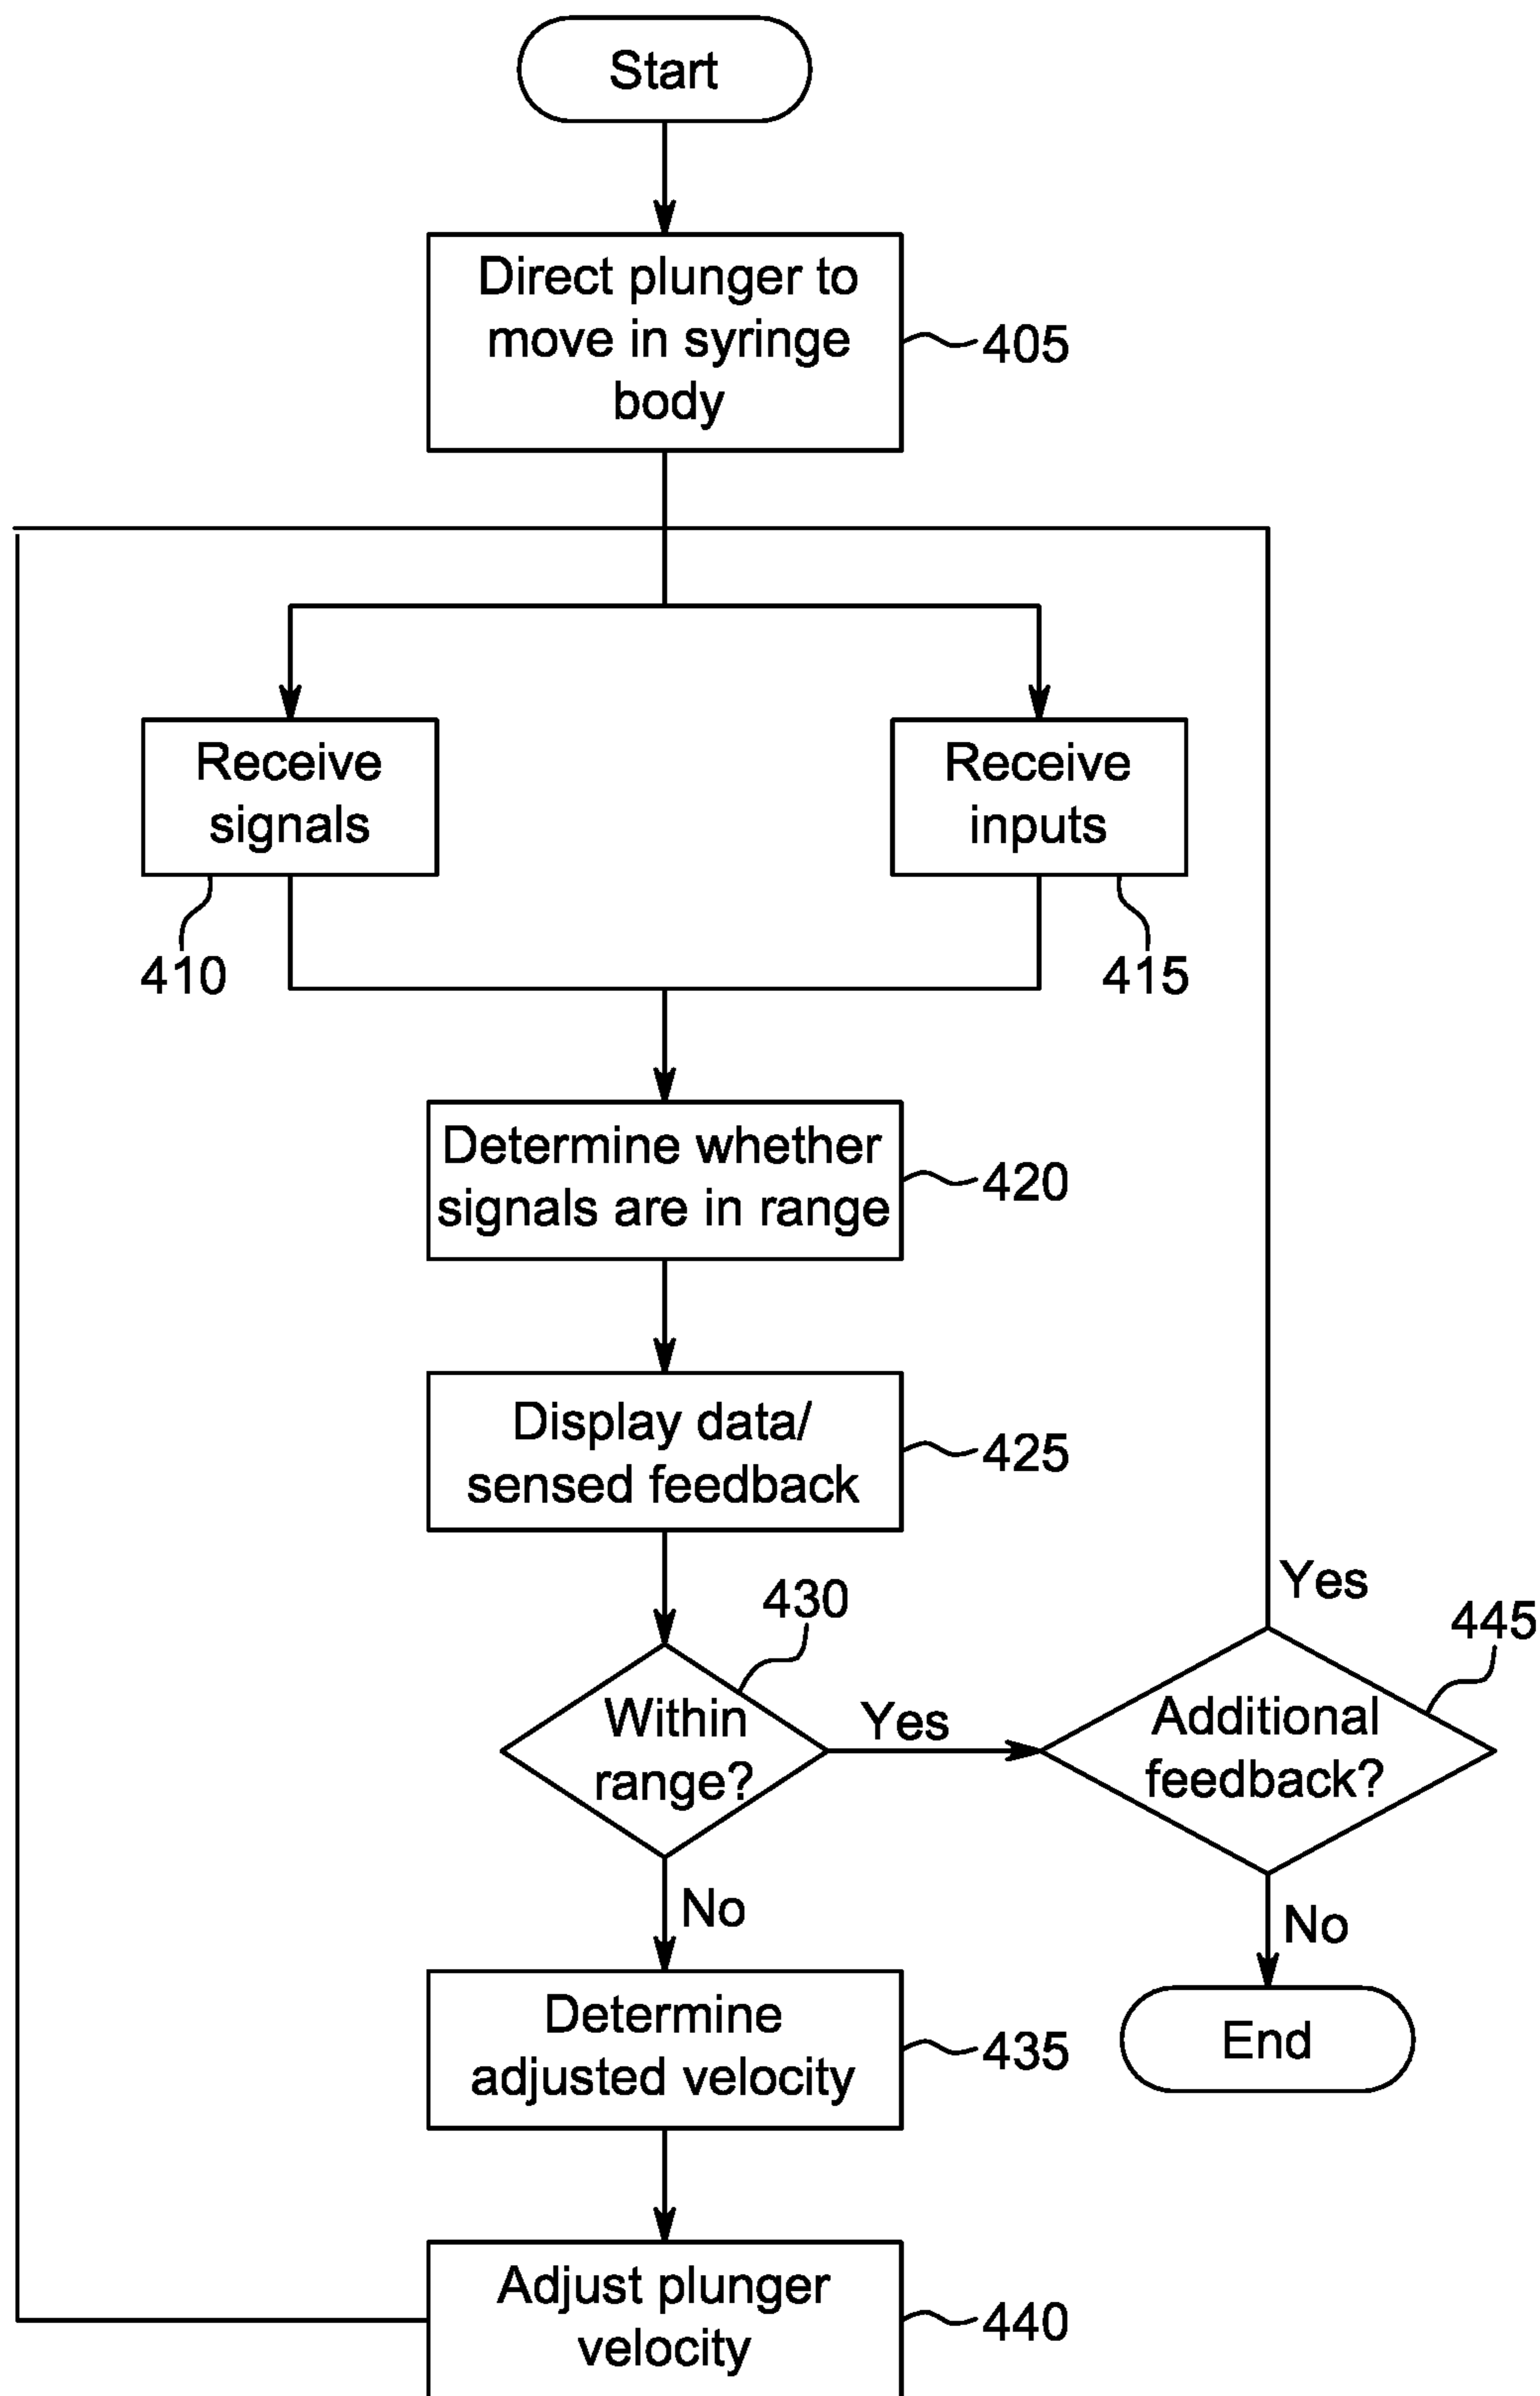 Start
Direct plunger to
move in syringe
body
405
Receive
signals
410
Receive
inputs
415
Determine whether
signals are in range
420
Display data/
sensed feedback
425
430
Within
range?
Yes
Yes
445
Additional
feedback?
No
No
End
Determine
adjusted velocity
435
Adjust plunger
velocity
440